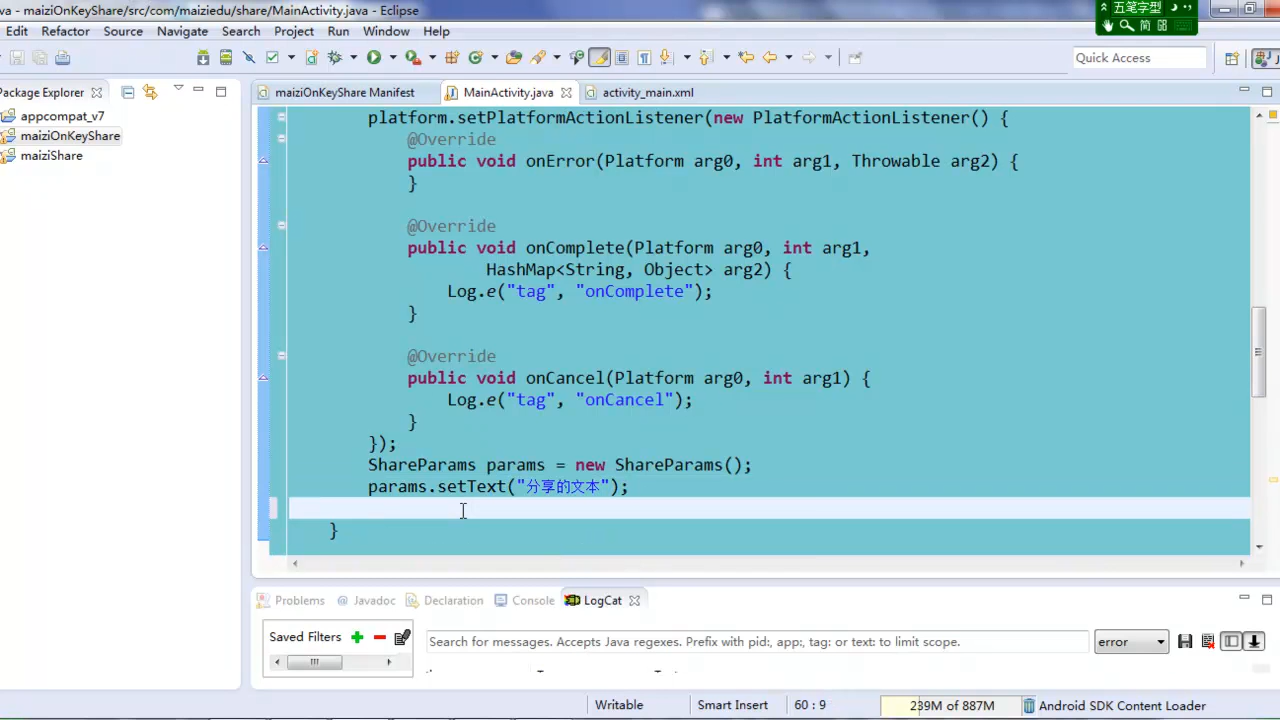 va - maiziOnKeyShare/src/com/maiziedu/share/MainActivity.java - Eclipse
五笔字型
简
Edit Refactor Source Navigate Search Project Run Window Help
Quick Access
Package Explorer
maiziOnKeyShare Manifest
MainActivity.java
activity_main.xml
appcompat_v7
maiziOnKeyShare
maiziShare
platform.setPlatformActionListener(new PlatformActionListener() {
@Override
public void onError(Platform arg0, int arg1, Throwable arg2) {
}
@Override
public void onComplete(Platform arg0, int arg1,
HashMap<String, Object> arg2) {
Log.e("tag", "onComplete");
}
@Override
public void onCancel(Platform arg0, int arg1) {
Log.e("tag", "onCancel");
}
});
ShareParams params = new ShareParams();
params.setText("分享的文本");
}
Problems @ Javadoc Declaration Console LogCat
Saved Filters
Search for messages. Accepts Java regexes. Prefix with pid:, app:, tag: or text: to limit scope.
error
Writable Smart Insert 60 : 9 239M of 887M Android SDK Content Loader